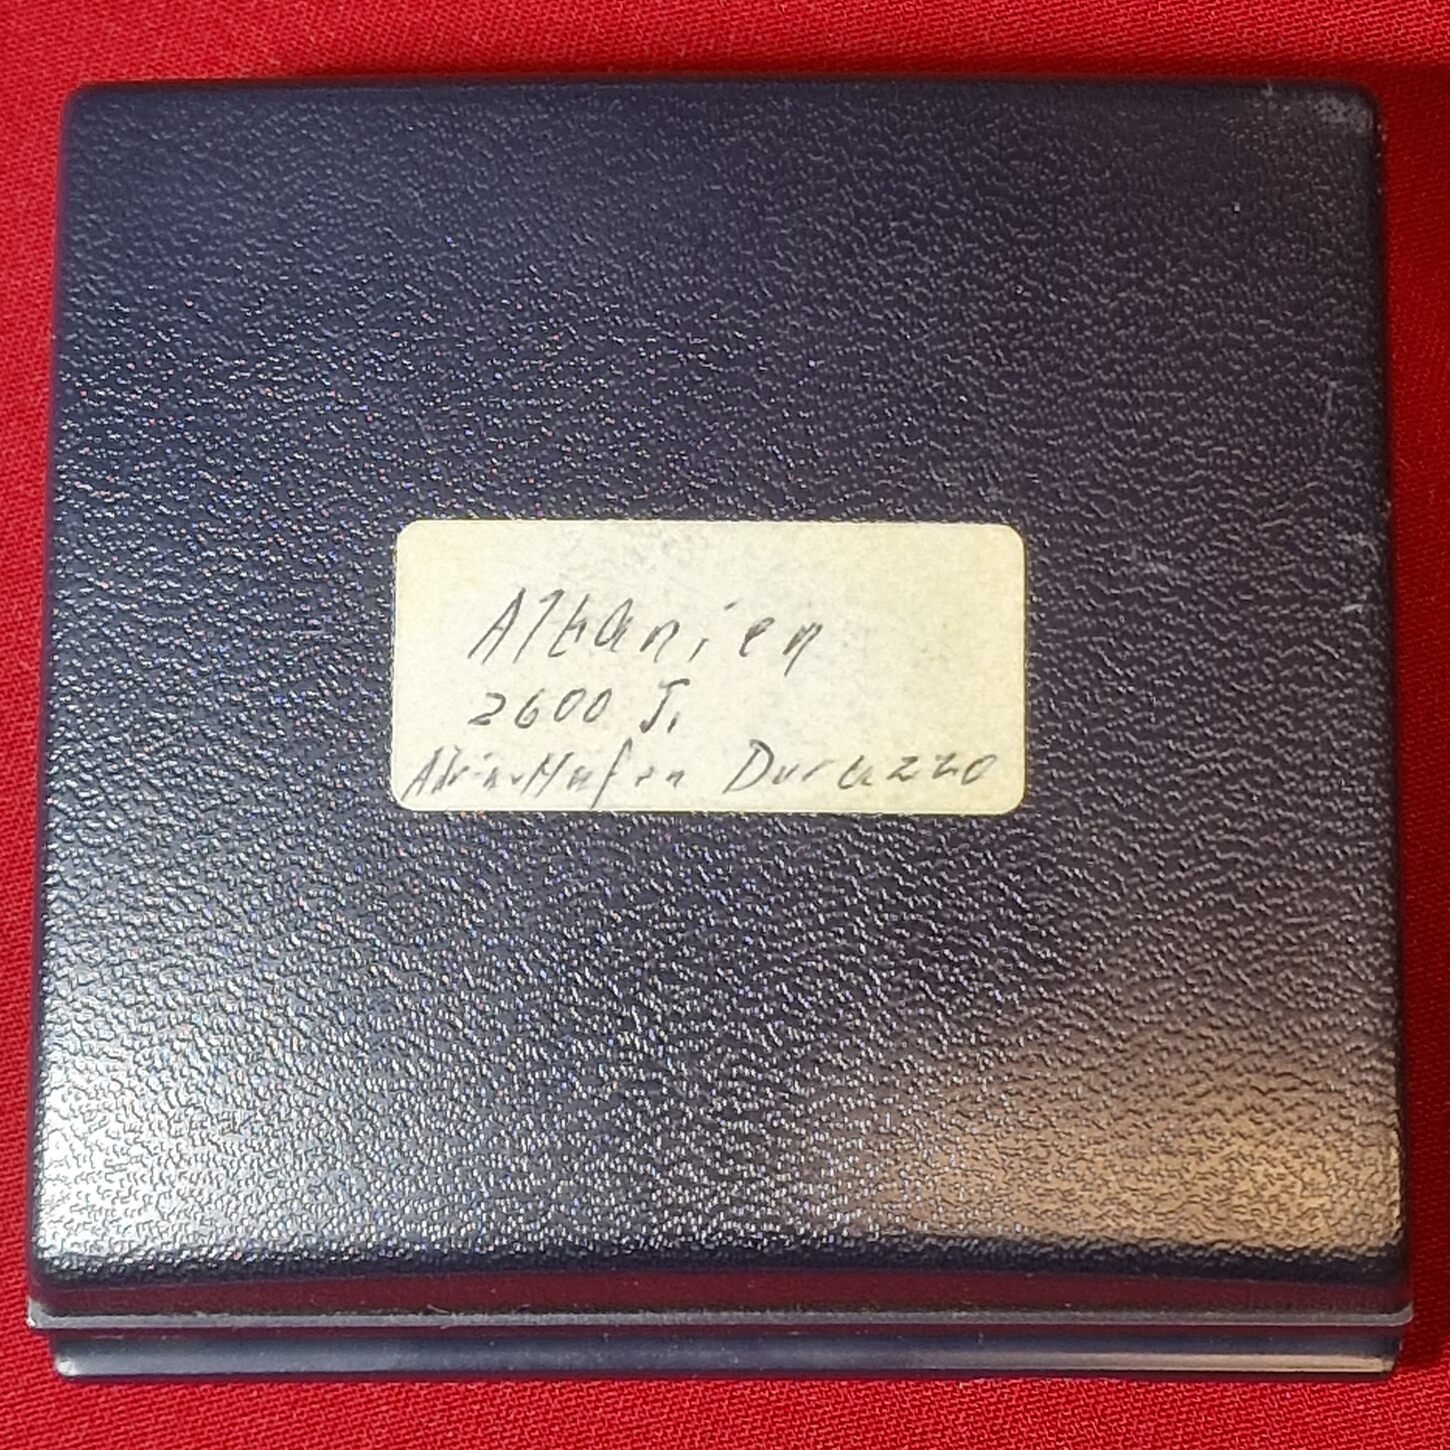 Albanien
2600 J.
Adria-Hafen Durazzo